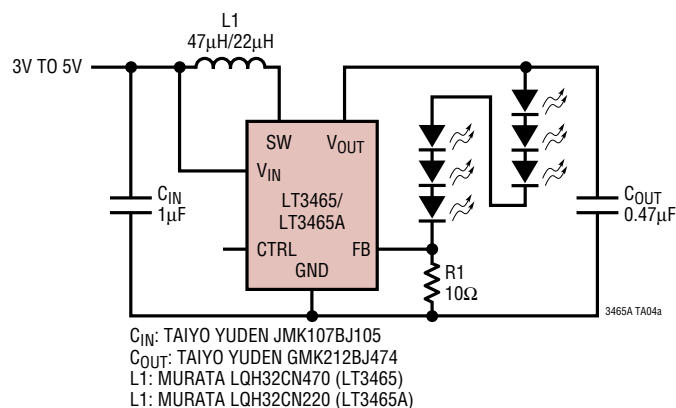 L1
47µH/22µH
3V TO 5V
SW
VOUT
VIN
LT3465/
LT3465A
CTRL
FB
GND
CIN
1µF
COUT
0.47µF
R1
10Ω
3465A TA04a
CIN: TAIYO YUDEN JMK107BJ105
COUT: TAIYO YUDEN GMK212BJ474
L1: MURATA LQH32CN470 (LT3465)
L1: MURATA LQH32CN220 (LT3465A)